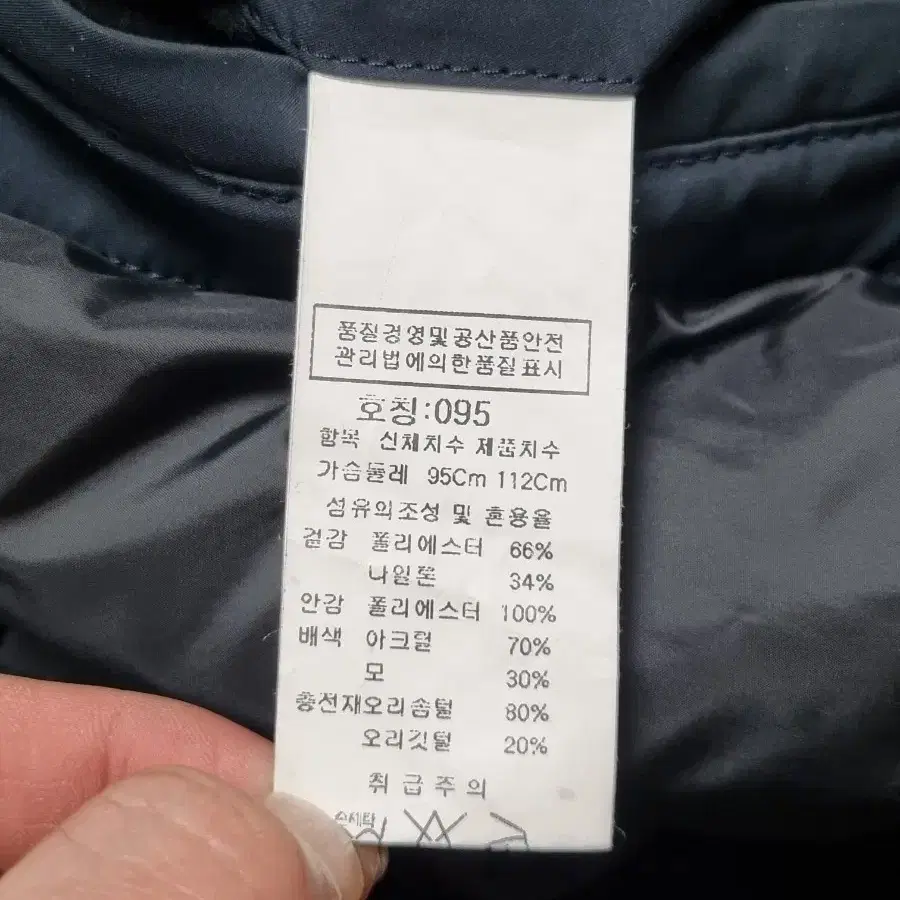 품질경영및공산품안전
관리법에의한품질표시
호칭:095
항목 신체치수 제품치수
가슴둘레 95Cm 112Cm
섬유의조성 및 혼용율
겉감 폴리에스터 66%
나일론 34%
안감 폴리에스터 100%
배색 아크릴 70%
모 30%
충전재오리솜털 80%
오리깃털 20%
취급주의
손세탁